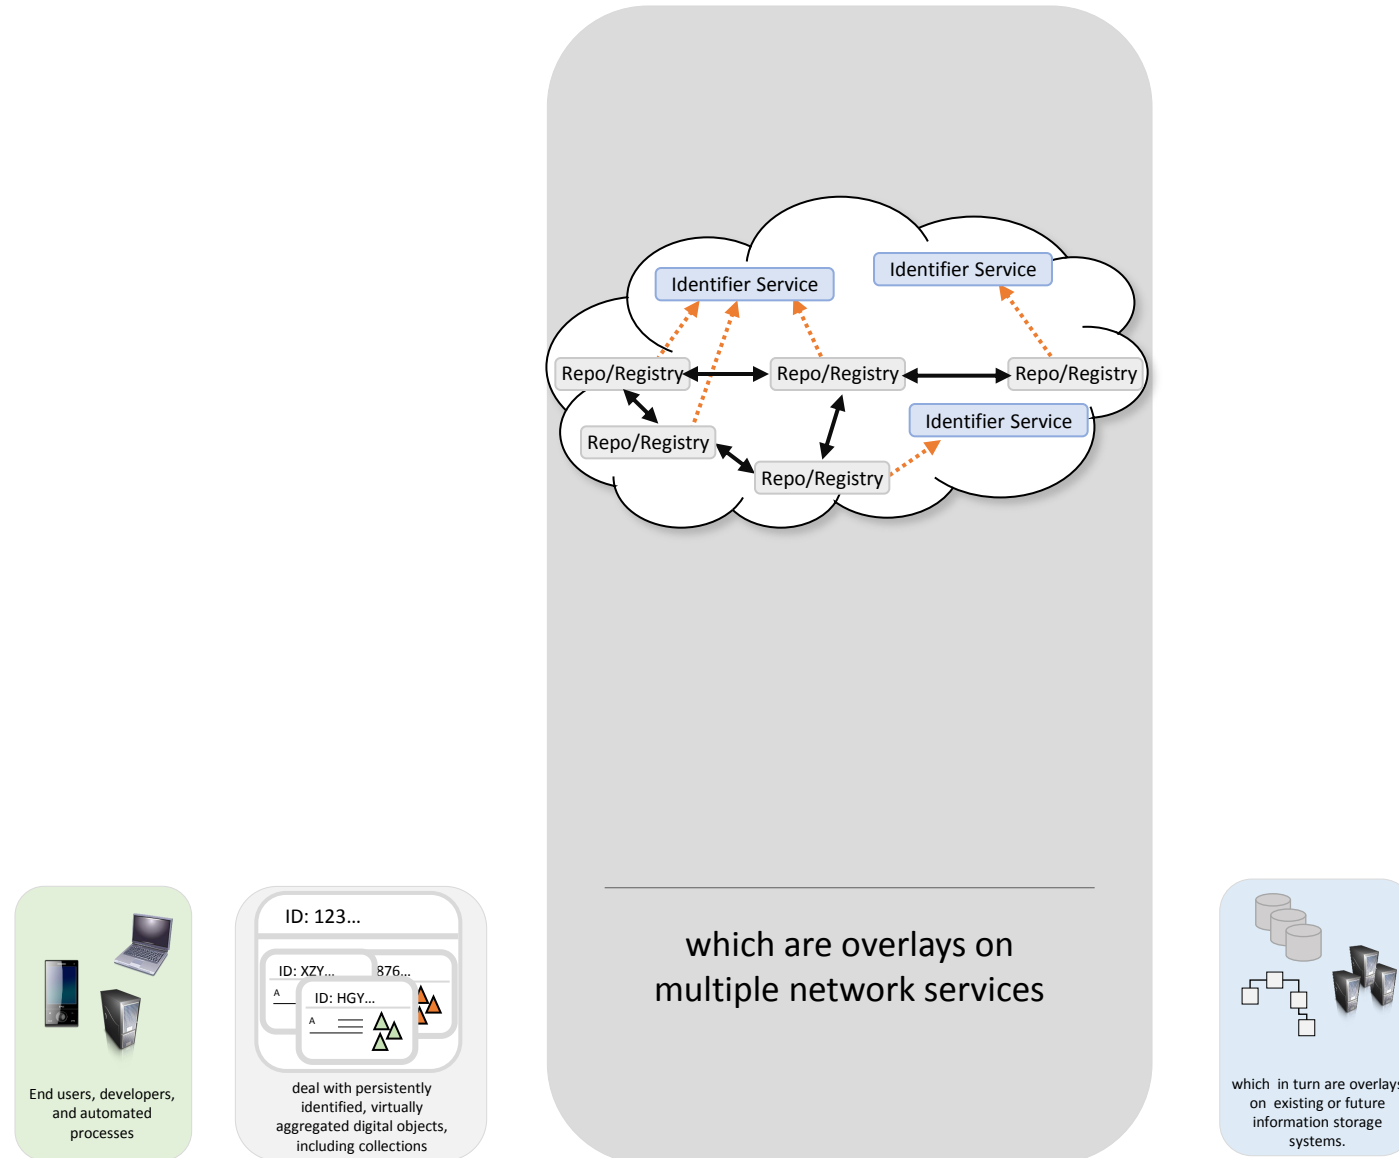 Identifier Service
Identifier Service
Repo/Registry
Repo/Registry
Repo/Registry
Identifier Service
Repo/Registry
Repo/Registry
which are overlays on
multiple network services
End users, developers,
and automated
processes
ID: 123...
ID: XZY...
876...
A
ID: HGY...
A
deal with persistently
identified, virtually
aggregated digital objects,
including collections
which  in turn are overlays
on  existing or future
information storage
systems.